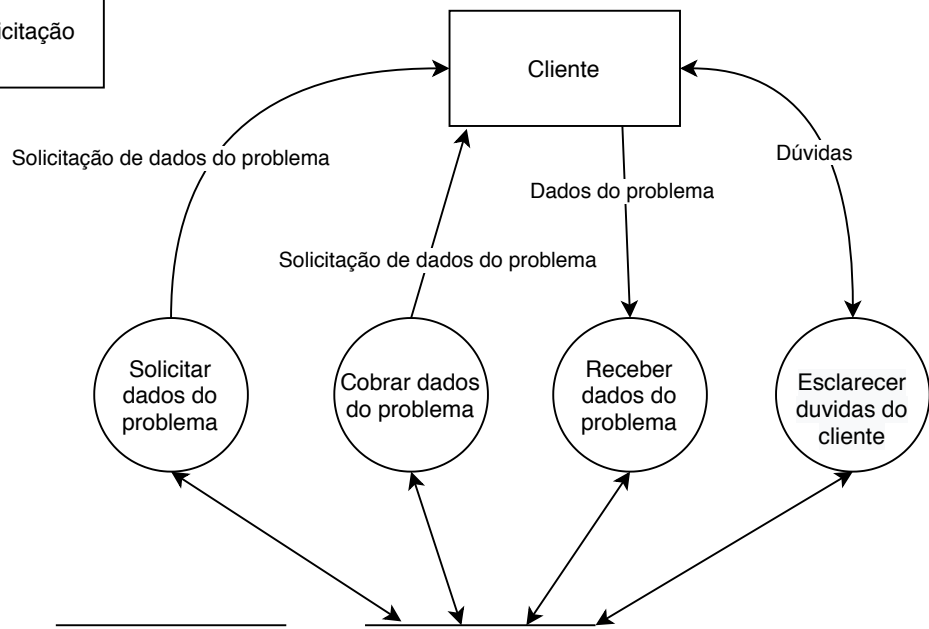 Cliente
Solicitação de dados do problema
Dúvidas
Dados do problema
Solicitação de dados do problema
Solicitar
dados do
problema
Cobrar dados
do problema
Receber
dados do
problema
Esclarecer
duvidas do
cliente